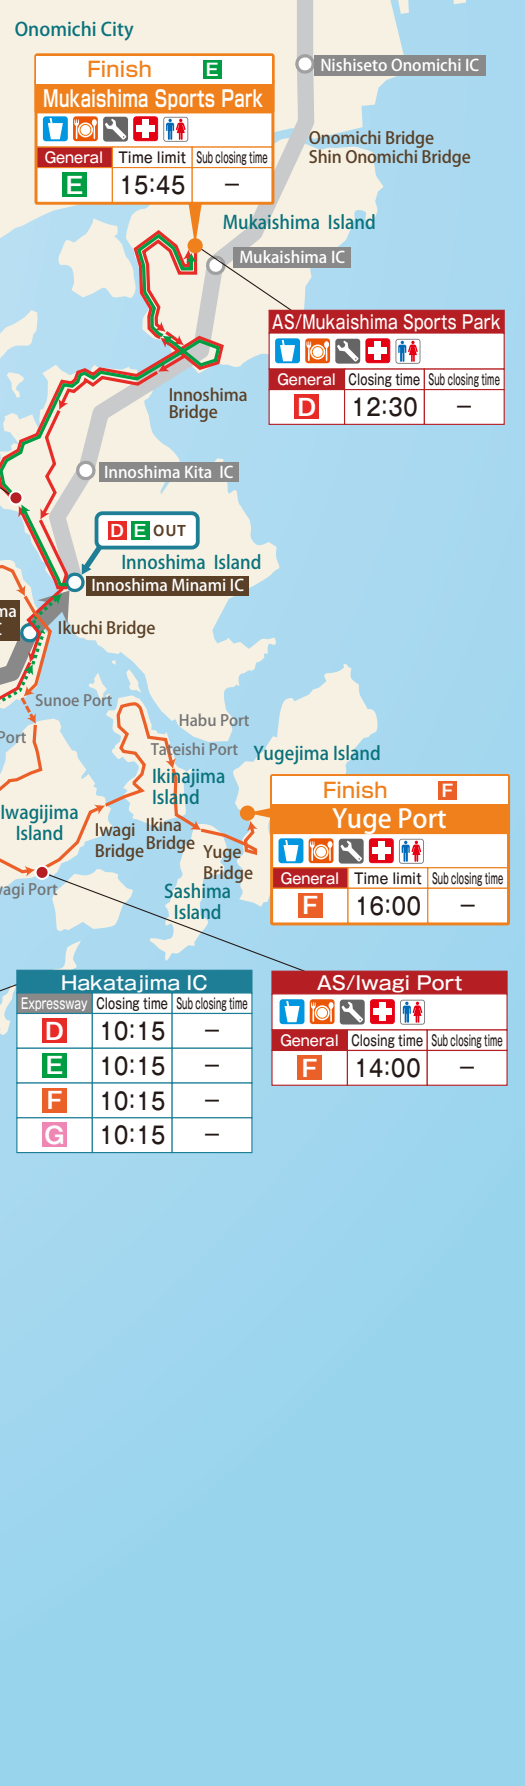 Onomichi City
Finish E
Mukaishima Sports Park
General Time limit Sub closing time
E 15:45 –
Nishiseto Onomichi IC
Onomichi Bridge
Shin Onomichi Bridge
Mukaishima Island
Mukaishima IC
AS/Mukaishima Sports Park
General Closing time Sub closing time
D 12:30 –
Innoshima
Bridge
Innoshima Kita IC
D E OUT
Innoshima Island
Innoshima Minami IC
ma
Ikuchi Bridge
Sunoe Port
Port
Habu Port
Tateishi Port
Yugejima Island
Ikinajima
Island
Finish F
Yuge Port
General Time limit Sub closing time
F 16:00 –
Iwagijima
Island
Iwagi
Bridge
Ikina
Bridge
Yuge
Bridge
vagi Port
Sashima
Island
Hakatajima IC
Expressway Closing time Sub closing time
D 10:15 –
E 10:15 –
F 10:15 –
G 10:15 –
AS/Iwagi Port
General Closing time Sub closing time
F 14:00 –